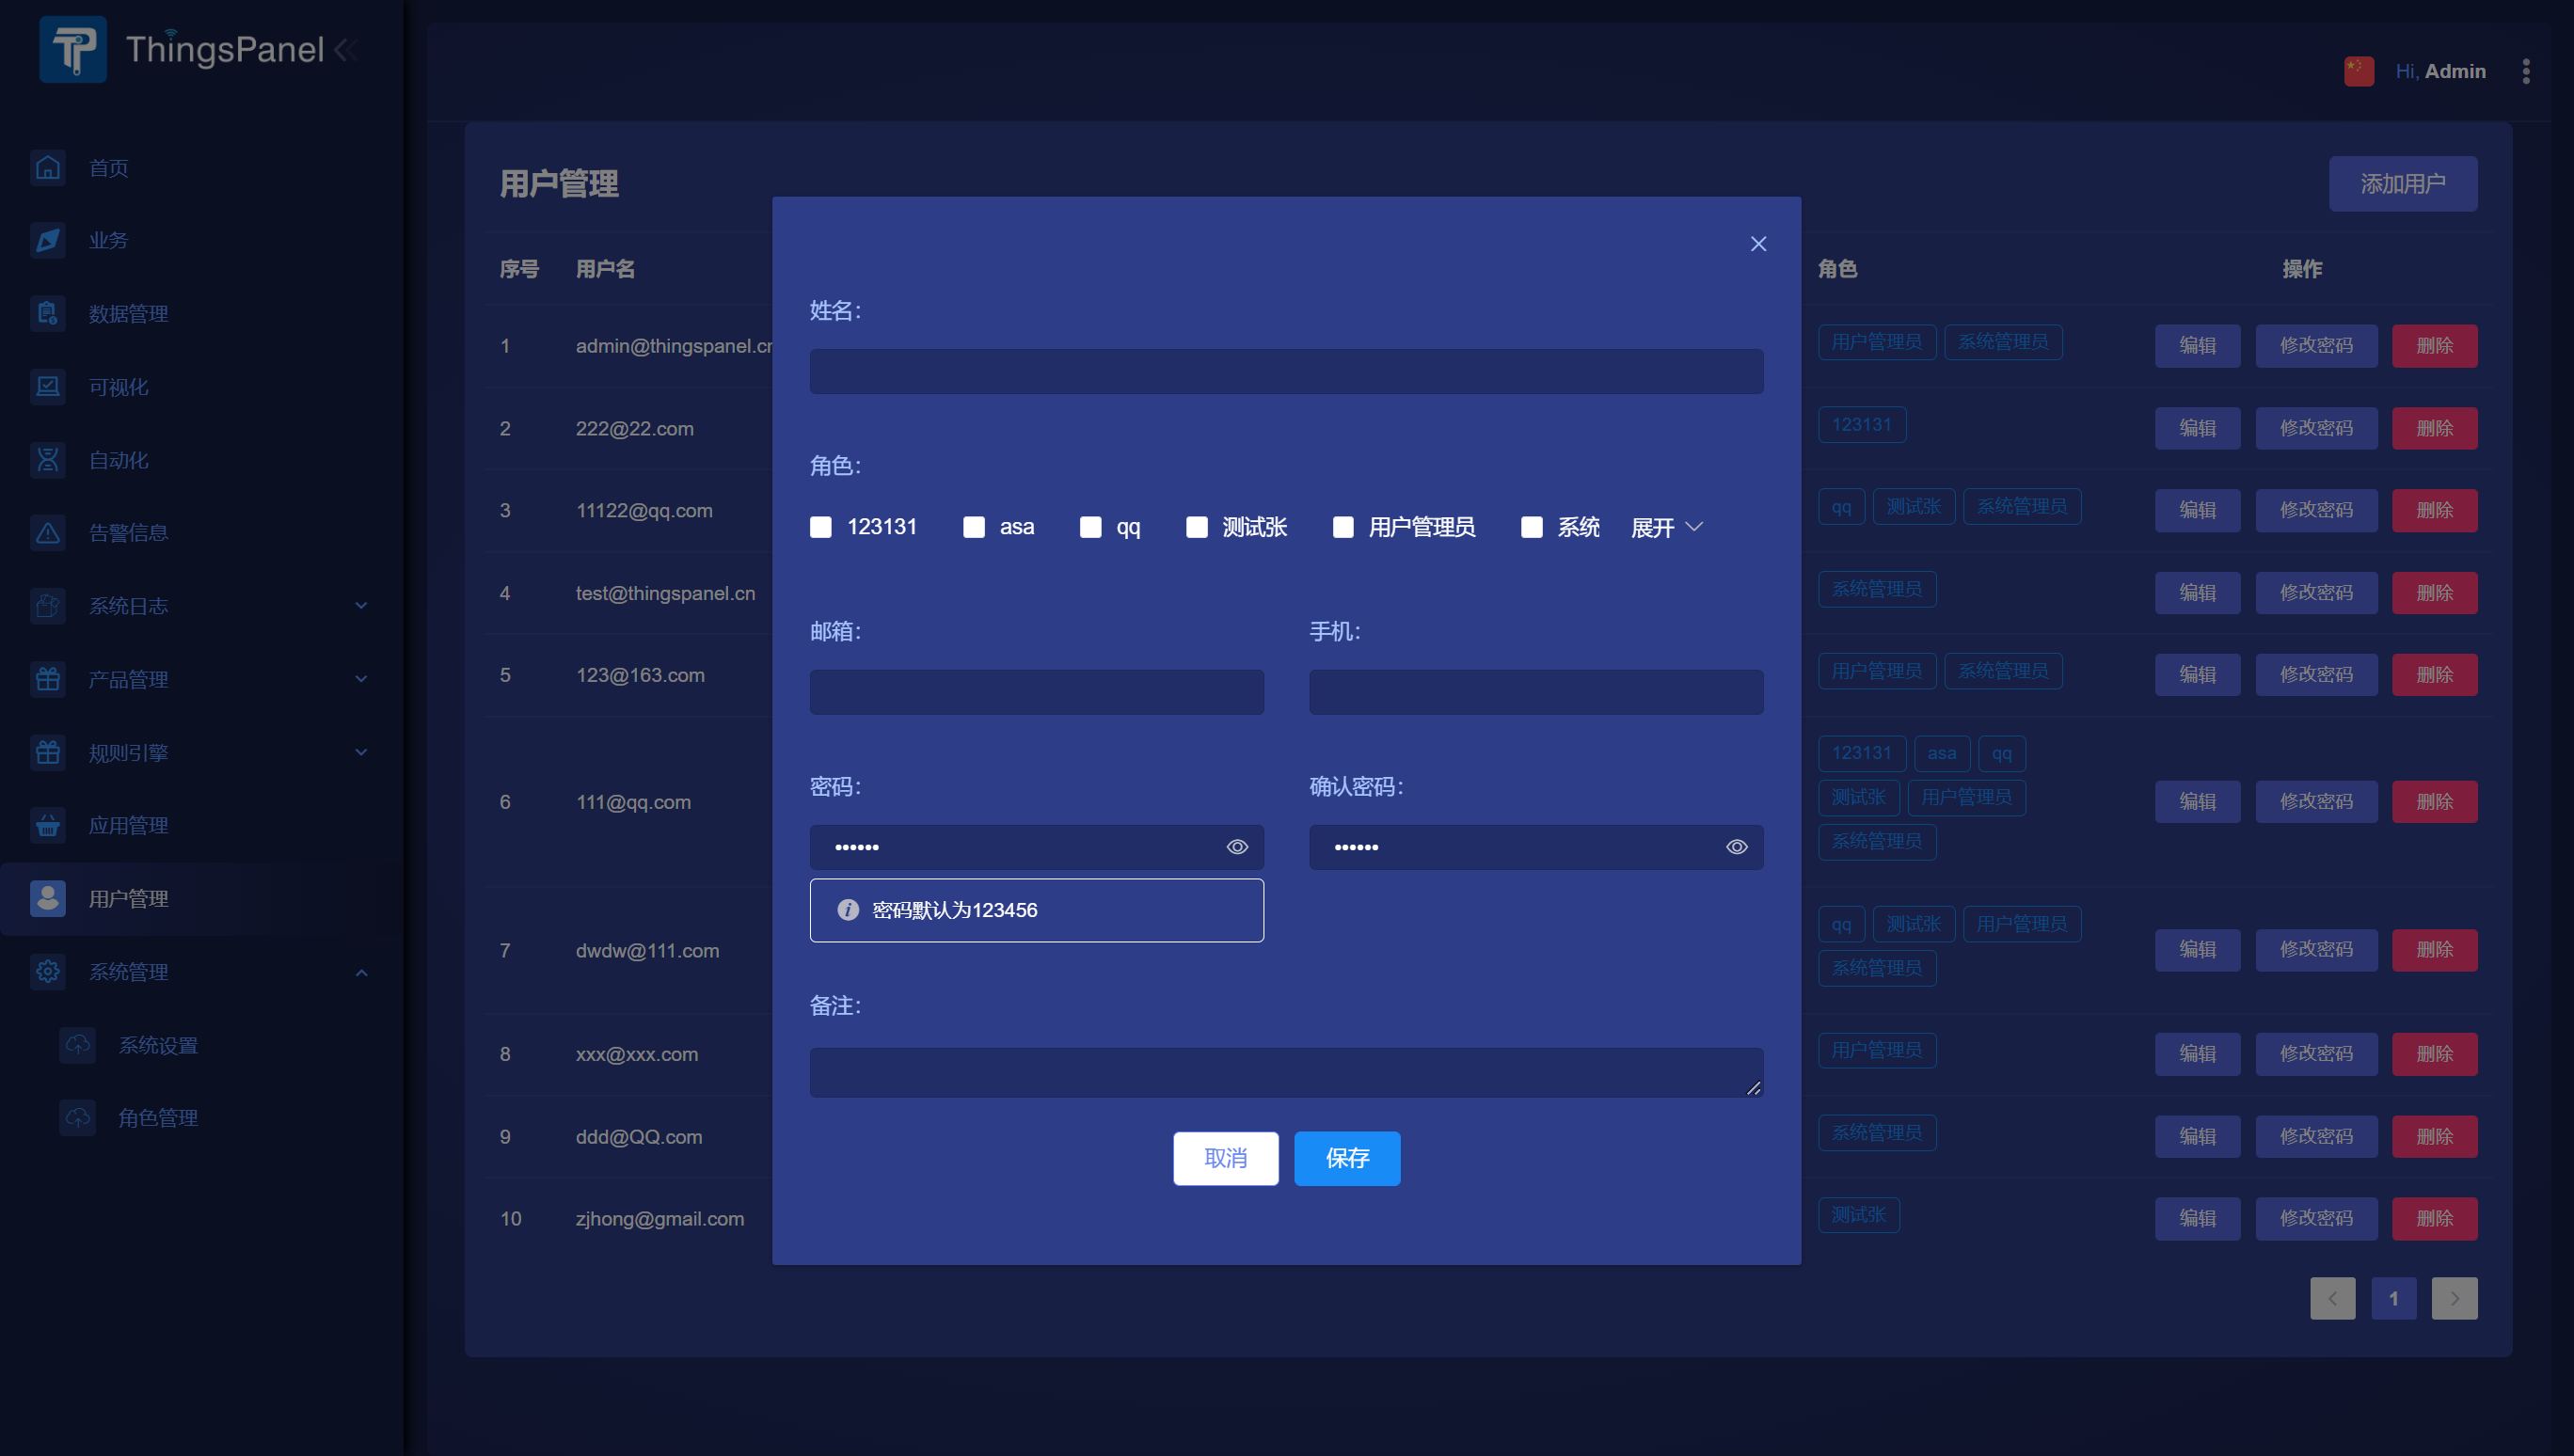 ThingsPanel
首页
业务
数据管理
可视化
自动化
告警信息
系统日志
产品管理
规则引擎
应用管理
用户管理
系统管理
系统设置
角色管理
Hi, Admin
用户管理
添加用户
序号 用户名 角色 操作
1 admin@thingspanel.cn 用户管理员 系统管理员 编辑 修改密码 删除
2 222@22.com 123131 编辑 修改密码 删除
3 11122@qq.com qq 测试张 系统管理员 编辑 修改密码 删除
4 test@thingspanel.cn 系统管理员 编辑 修改密码 删除
5 123@163.com 用户管理员 系统管理员 编辑 修改密码 删除
6 111@qq.com 123131 asa qq
测试张 用户管理员 编辑 修改密码 删除
系统管理员
7 dwdw@111.com qq 测试张 用户管理员 编辑 修改密码 删除
系统管理员
8 xxx@xxx.com 用户管理员 编辑 修改密码 删除
9 ddd@QQ.com 系统管理员 编辑 修改密码 删除
10 zjhong@gmail.com 测试张 编辑 修改密码 删除
1
姓名：
角色：
123131 asa qq 测试张 用户管理员 系统 展开
邮箱： 手机：
密码： 确认密码：
•••••• ••••••
密码默认为123456
备注：
取消 保存